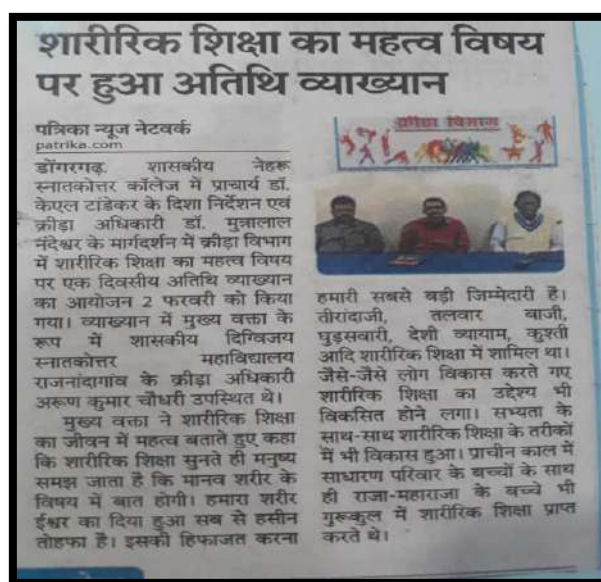 शारीरिक शिक्षा का महत्व विषय
पर हुआ अतिथि व्याख्यान
पत्रिका न्यूज नेटवर्क
patrika.com
डोंगरगढ़. शासकीय नेहरू
स्नातकोत्तर कॉलेज में प्राचार्य डॉ.
केएल टांडेकर के दिशा निर्देशन एवं
क्रीड़ा अधिकारी डॉ. मुन्नालाल
नंदेश्वर के मार्गदर्शन में क्रीड़ा विभाग
में शारीरिक शिक्षा का महत्व विषय
पर एक दिवसीय अतिथि व्याख्यान
का आयोजन 2 फरवरी को किया
गया। व्याख्यान में मुख्य वक्ता के
रूप में शासकीय दिग्विजय
स्नातकोत्तर महाविद्यालय
राजनांदागांव के क्रीड़ा अधिकारी
अरूण कुमार चौधरी उपस्थित थे।
मुख्य वक्ता ने शारीरिक शिक्षा
का जीवन में महत्व बताते हुए कहा
कि शारीरिक शिक्षा सुनते ही मनुष्य
समझ जाता है कि मानव शरीर के
विषय में बात होगी। हमारा शरीर
ईश्वर का दिया हुआ सब से हसीन
तोहफा है। इसकी हिफाजत करना
क्रीड़ा विभाग
हमारी सबसे बड़ी जिम्मेदारी है।
तीरांदाजी, तलवार बाजी,
घुड़सवारी, देशी व्यायाम, कुश्ती
आदि शारीरिक शिक्षा में शामिल था।
जैसे-जैसे लोग विकास करते गए
शारीरिक शिक्षा का उद्देश्य भी
विकसित होने लगा। सभ्यता के
साथ-साथ शारीरिक शिक्षा के तरीकों
में भी विकास हुआ। प्राचीन काल में
साधारण परिवार के बच्चों के साथ
ही राजा-महाराजा के बच्चे भी
गुरूकुल में शारीरिक शिक्षा प्राप्त
करते थे।